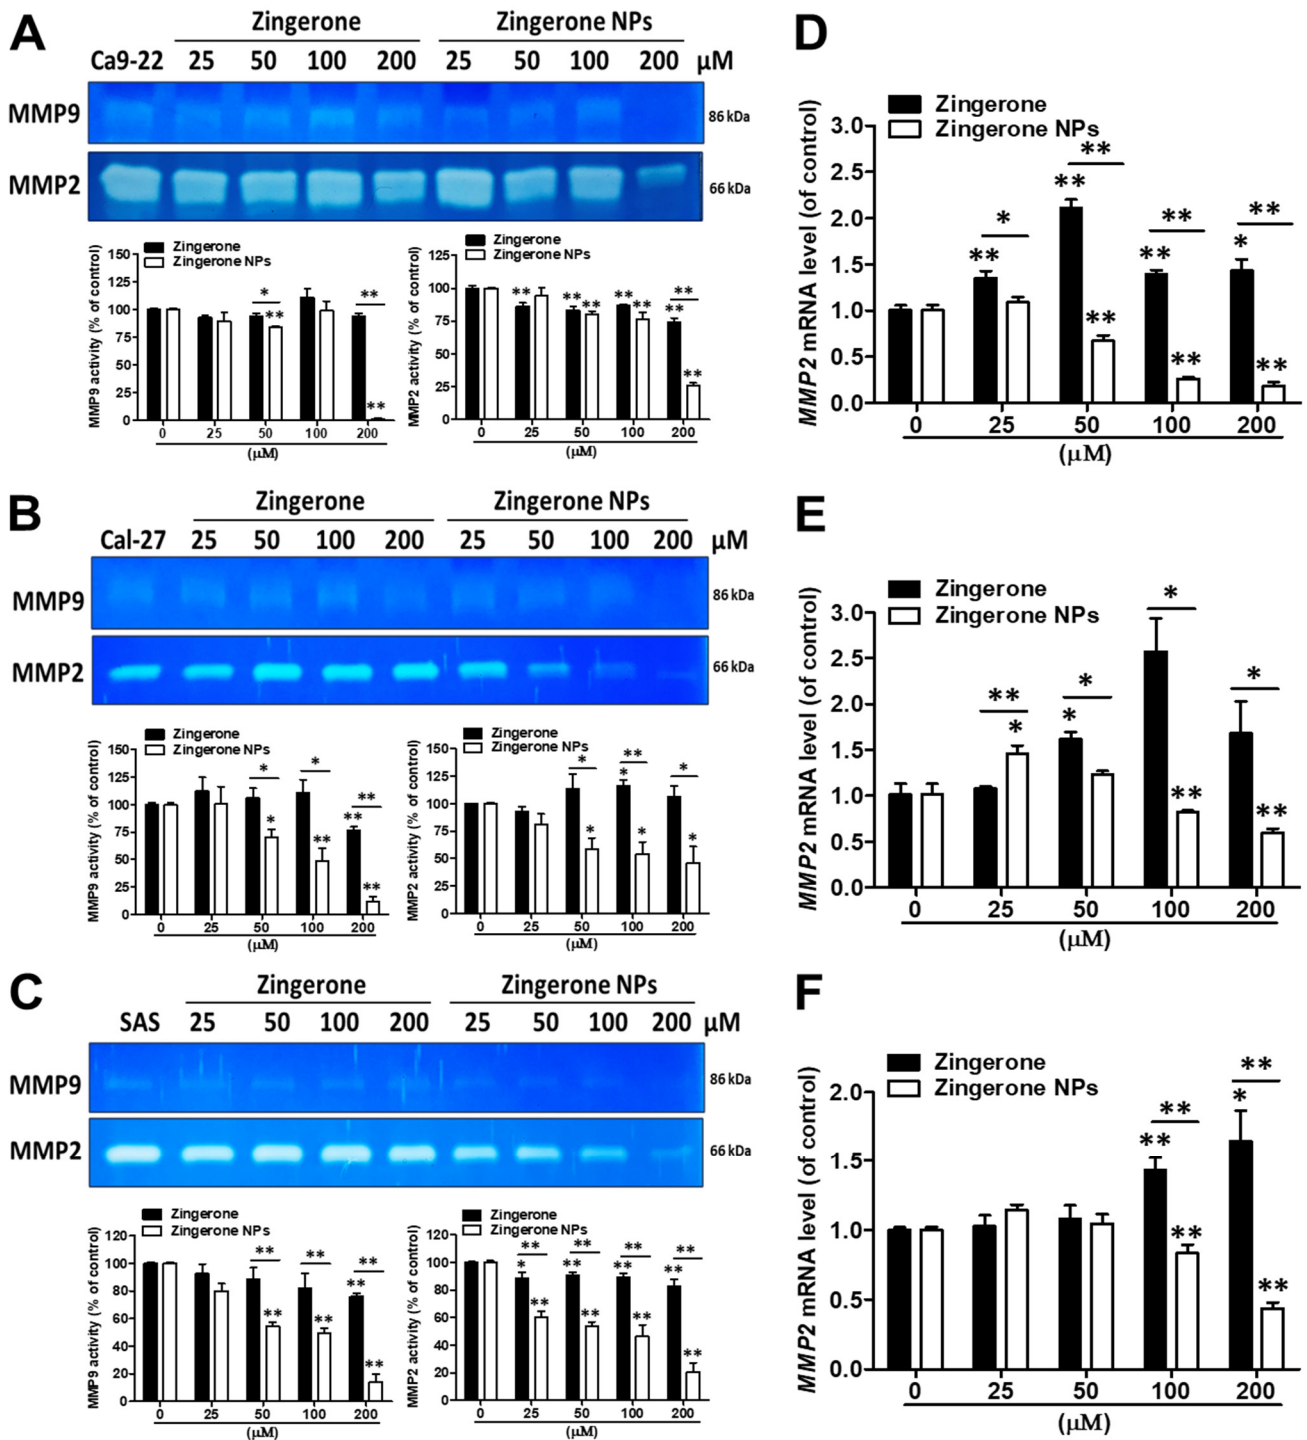 A
Zingerone
Zingerone NPs
Ca9-22 25 50 100 200 25 50 100 200 µM
MMP9
86 kDa
MMP2
66 kDa
MMP9 activity (% of control)
Zingerone
Zingerone NPs
150
125
100
75
50
25
0
* ** ** **
0 25 50 100 200
(µM)
MMP2 activity (% of control)
Zingerone
Zingerone NPs
125
100
75
50
25
0
** ** ** ** ** ** ** **
0 25 50 100 200
(µM)
D
Zingerone
Zingerone NPs
MMP2 mRNA level (of control)
3.0
2.5
2.0
1.5
1.0
0.5
0.0
** * ** ** ** ** ** ** * ** **
0 25 50 100 200
(µM)
B
Zingerone
Zingerone NPs
Cal-27 25 50 100 200 25 50 100 200 µM
MMP9
86 kDa
MMP2
66 kDa
MMP9 activity (% of control)
Zingerone
Zingerone NPs
150
125
100
75
50
25
0
* * * ** ** ** **
0 25 50 100 200
(µM)
MMP2 activity (% of control)
Zingerone
Zingerone NPs
150
125
100
75
50
25
0
* * ** * * * *
0 25 50 100 200
(µM)
E
Zingerone
Zingerone NPs
MMP2 mRNA level (of control)
3.0
2.5
2.0
1.5
1.0
0.5
0.0
** * * * * ** * **
0 25 50 100 200
(µM)
C
Zingerone
Zingerone NPs
SAS 25 50 100 200 25 50 100 200 µM
MMP9
86 kDa
MMP2
66 kDa
MMP9 activity (% of control)
Zingerone
Zingerone NPs
120
100
80
60
40
20
0
** ** ** ** ** ** **
0 25 50 100 200
(µM)
MMP2 activity (% of control)
Zingerone
Zingerone NPs
120
100
80
60
40
20
0
** * ** ** ** ** ** ** ** ** ** **
0 25 50 100 200
(µM)
F
Zingerone
Zingerone NPs
MMP2 mRNA level (of control)
2.0
1.5
1.0
0.5
0.0
** ** ** ** * **
0 25 50 100 200
(µM)